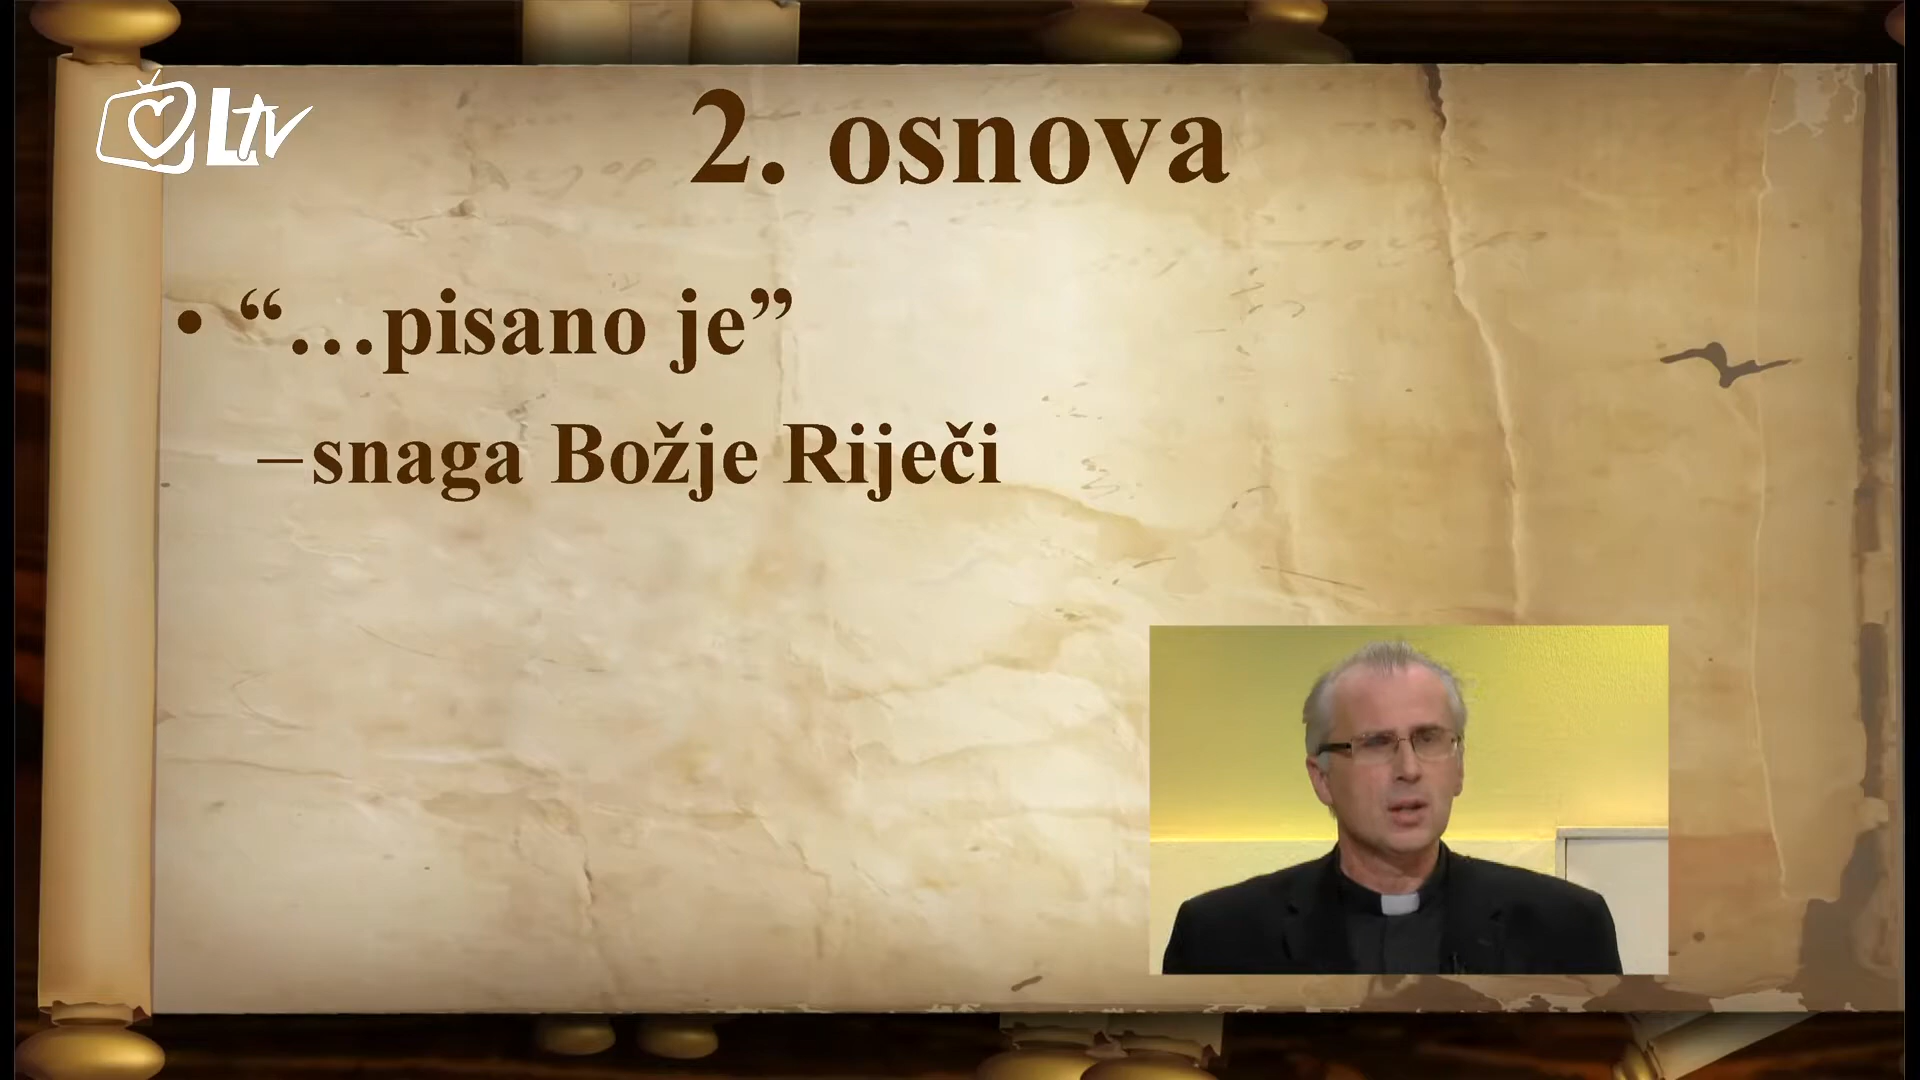 LTV
2. osnova
• “…pisano je”
–snaga Božje Riječi